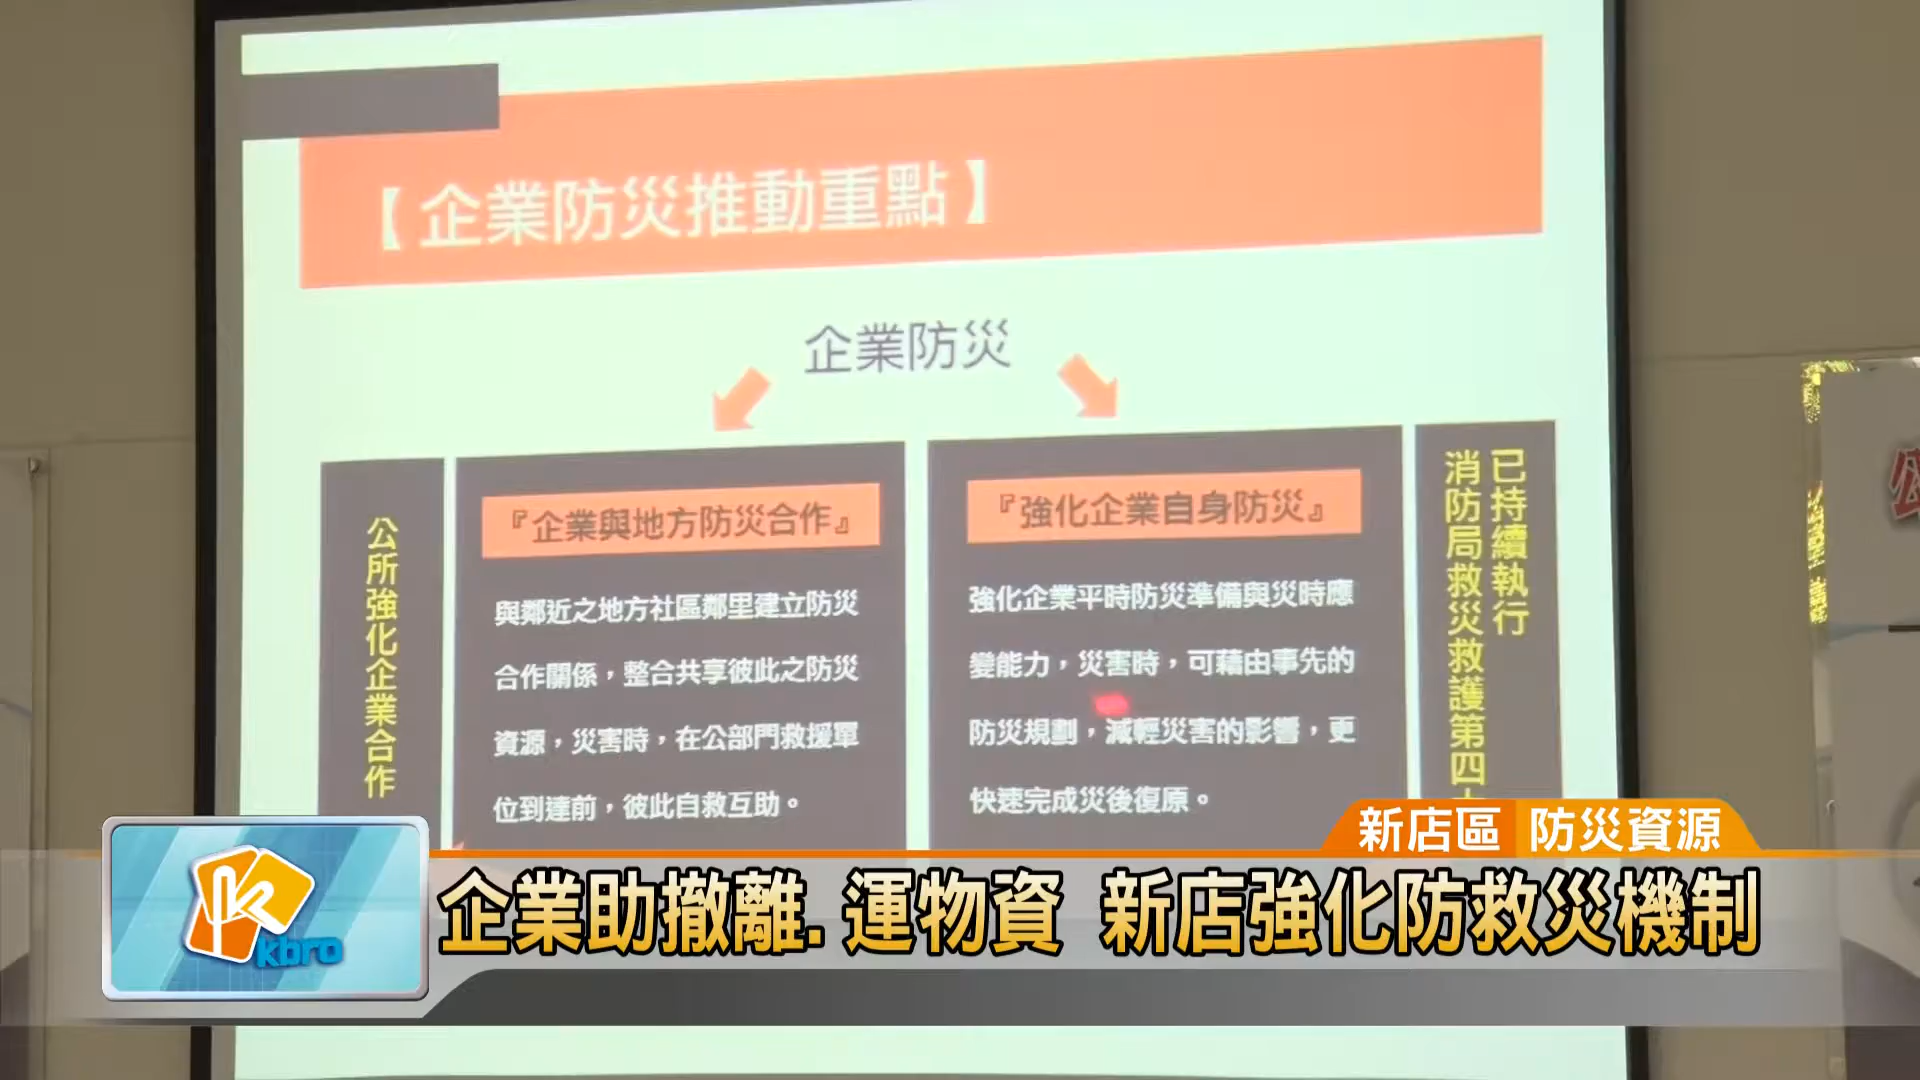 【企業防災推動重點】
企業防災
公所強化企業合作
『企業與地方防災合作』
與鄰近之地方社區鄰里建立防災
合作關係，整合共享彼此之防災
資源，災害時，在公部門救援單
位到達前，彼此自救互助。
『強化企業自身防災』
強化企業平時防災準備與災時應
變能力，災害時，可藉由事先的
防災規劃，減輕災害的影響，更
快速完成災後復原。
已持續執行
消防局救災救護第四大
公
新店區 防災資源
企業助撤離.運物資 新店強化防救災機制
kbro